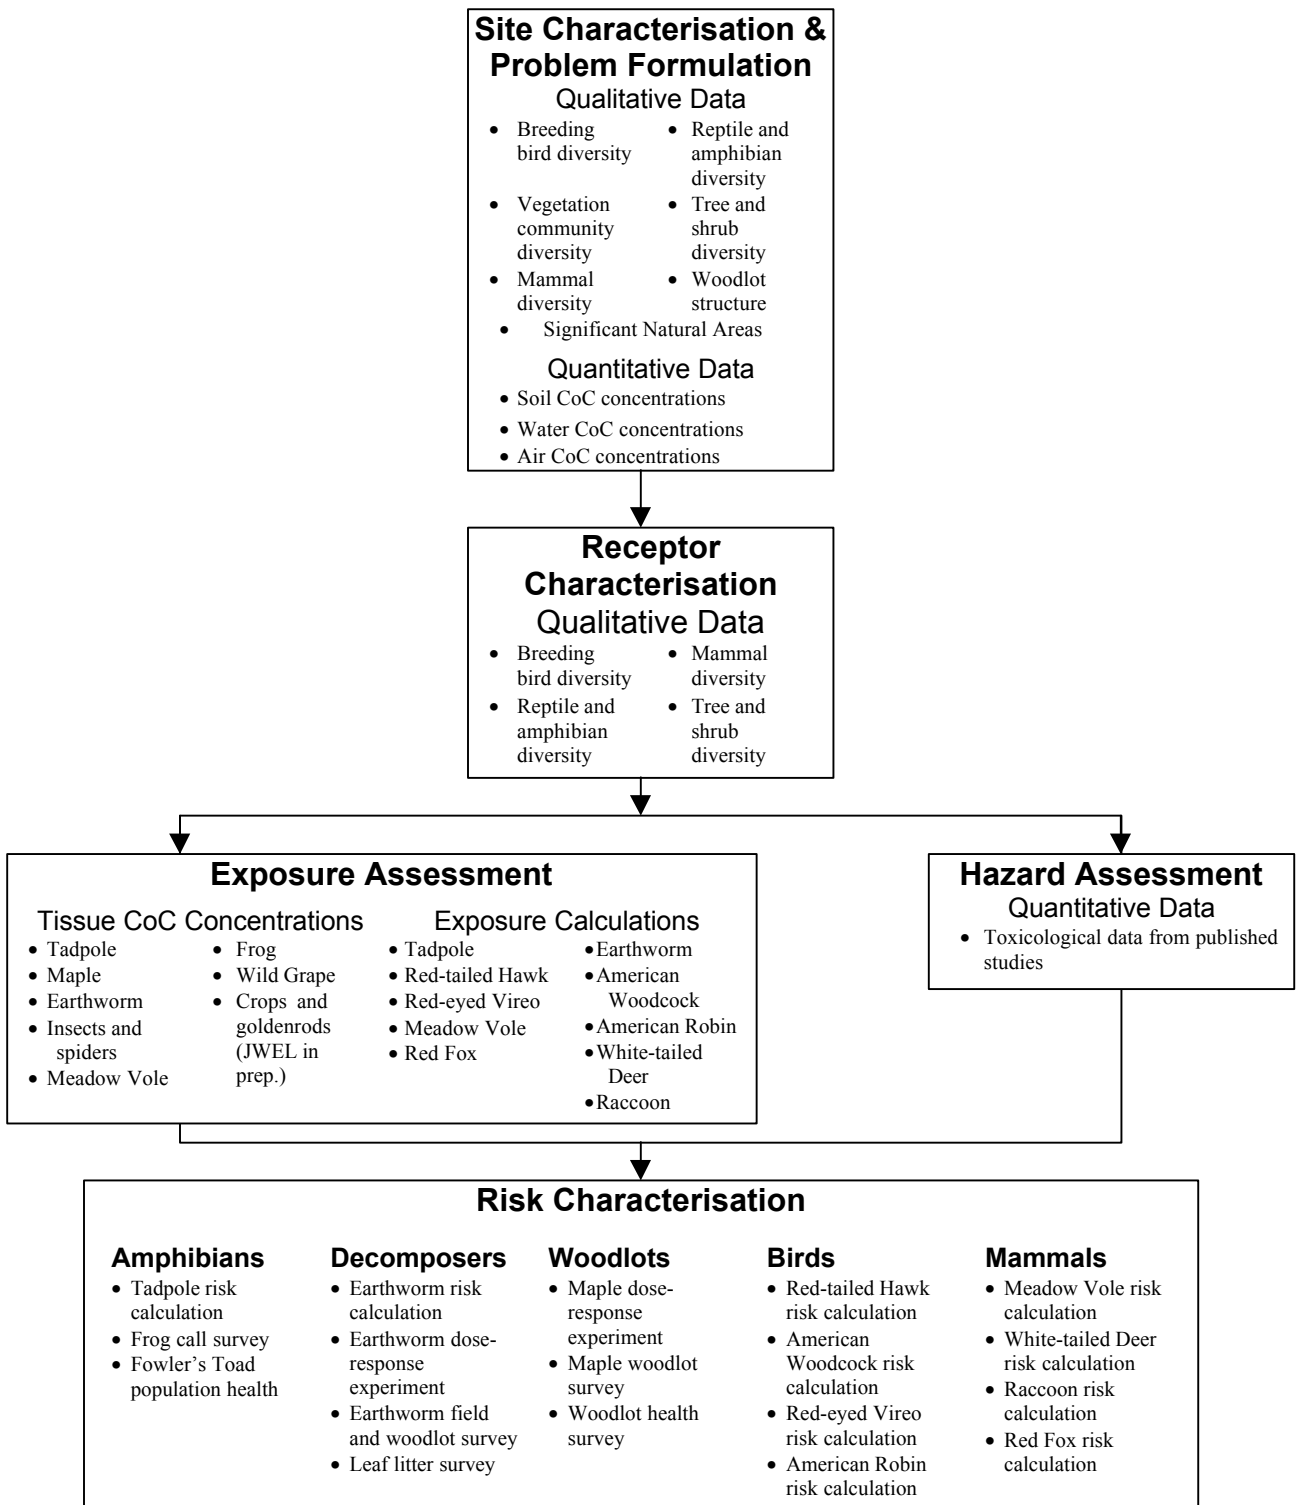 Site Characterisation &
Problem Formulation
Qualitative Data
• Breeding
bird diversity
• Reptile and
amphibian
diversity
• Vegetation
community
diversity
• Tree and
shrub
diversity
• Mammal
diversity
• Woodlot
structure
• Significant Natural Areas
Quantitative Data
• Soil CoC concentrations
• Water CoC concentrations
• Air CoC concentrations
Receptor
Characterisation
Qualitative Data
• Breeding
bird diversity
• Mammal
diversity
• Reptile and
amphibian
diversity
• Tree and
shrub
diversity
Exposure Assessment
Tissue CoC Concentrations
• Tadpole
• Maple
• Earthworm
• Insects and
spiders
• Meadow Vole
• Frog
• Wild Grape
• Crops and
goldenrods
(JWEL in
prep.)
Exposure Calculations
• Tadpole
• Red-tailed Hawk
• Red-eyed Vireo
• Meadow Vole
• Red Fox
• Earthworm
• American
Woodcock
• American Robin
• White-tailed
Deer
• Raccoon
Hazard Assessment
Quantitative Data
• Toxicological data from published
studies
Risk Characterisation
Amphibians
• Tadpole risk
calculation
• Frog call survey
• Fowler's Toad
population health
Decomposers
• Earthworm risk
calculation
• Earthworm dose-
response
experiment
• Earthworm field
and woodlot survey
• Leaf litter survey
Woodlots
• Maple dose-
response
experiment
• Maple woodlot
survey
• Woodlot health
survey
Birds
• Red-tailed Hawk
risk calculation
• American
Woodcock risk
calculation
• Red-eyed Vireo
risk calculation
• American Robin
risk calculation
Mammals
• Meadow Vole risk
calculation
• White-tailed Deer
risk calculation
• Raccoon risk
calculation
• Red Fox risk
calculation